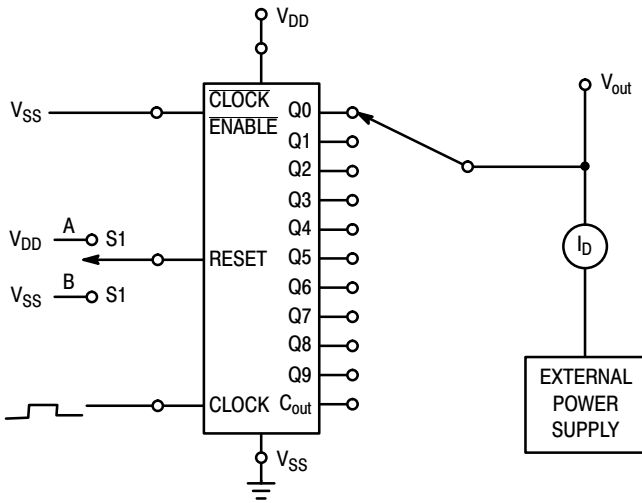 VDD
VSS
CLOCK
ENABLE
Q0
Q1
Q2
Q3
Q4
Q5
Q6
Q7
Q8
Q9
Cout
VDD A S1
RESET
VSS B S1
CLOCK
VSS
Vout
ID
EXTERNAL
POWER
SUPPLY